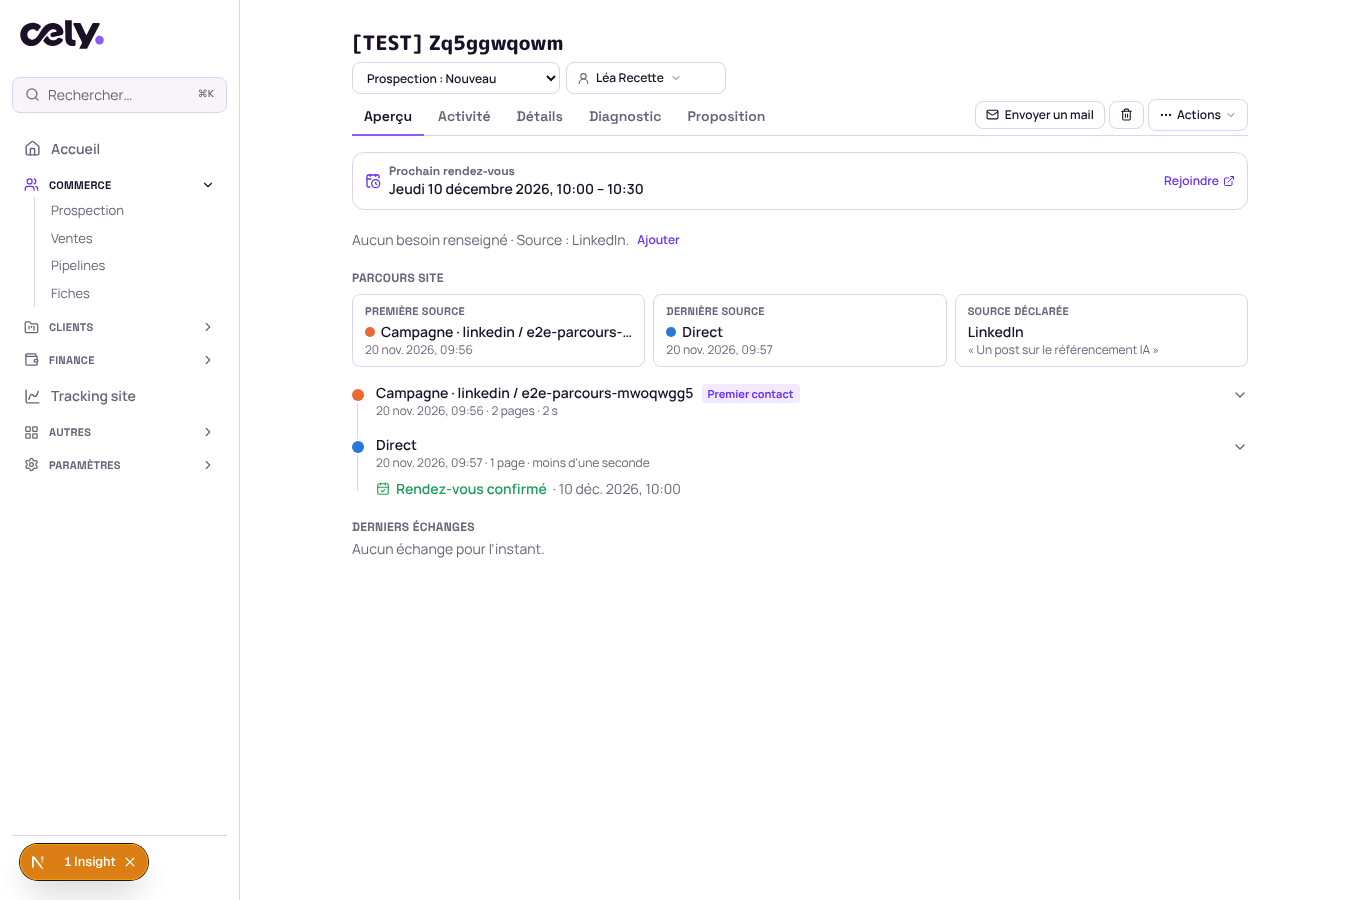 cely.
Rechercher...
⌘K
Accueil
COMMERCE
Prospection
Ventes
Pipelines
Fiches
CLIENTS
FINANCE
Tracking site
AUTRES
PARAMÈTRES
1 Insight
[TEST] Zq5ggwqowm
Prospection : Nouveau
Léa Recette
Aperçu
Activité
Détails
Diagnostic
Proposition
Envoyer un mail
Actions
Prochain rendez-vous
Jeudi 10 décembre 2026, 10:00 – 10:30
Rejoindre
Aucun besoin renseigné · Source : LinkedIn. Ajouter
PARCOURS SITE
PREMIÈRE SOURCE
Campagne · linkedin / e2e-parcours-…
20 nov. 2026, 09:56
DERNIÈRE SOURCE
Direct
20 nov. 2026, 09:57
SOURCE DÉCLARÉE
LinkedIn
« Un post sur le référencement IA »
Campagne · linkedin / e2e-parcours-mwoqwgg5 Premier contact
20 nov. 2026, 09:56 · 2 pages · 2 s
Direct
20 nov. 2026, 09:57 · 1 page · moins d'une seconde
Rendez-vous confirmé · 10 déc. 2026, 10:00
DERNIERS ÉCHANGES
Aucun échange pour l'instant.